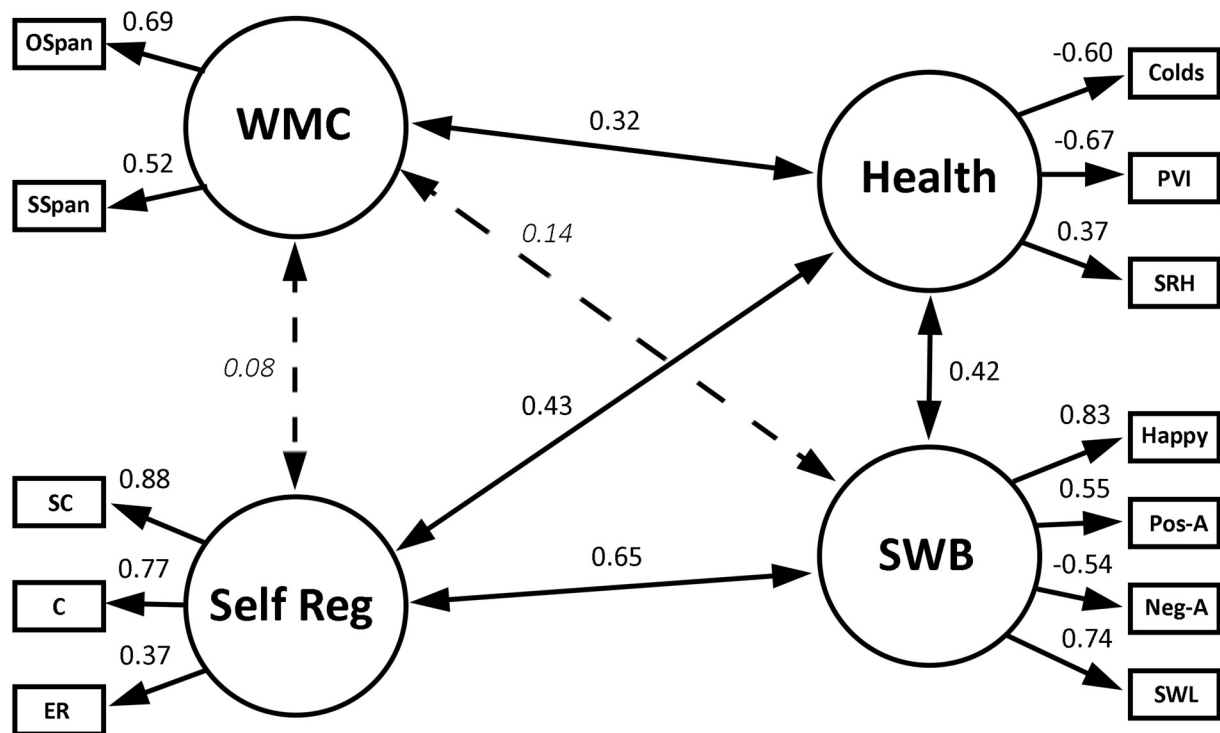 0.69
OSpan
WMC
0.52
SSpan
0.32
-0.60
Colds
Health
-0.67
PVI
0.37
SRH
0.14
0.08
0.43
0.42
0.88
SC
0.77
C
Self Reg
0.37
ER
0.65
0.83
Happy
0.55
Pos-A
SWB
-0.54
Neg-A
0.74
SWL